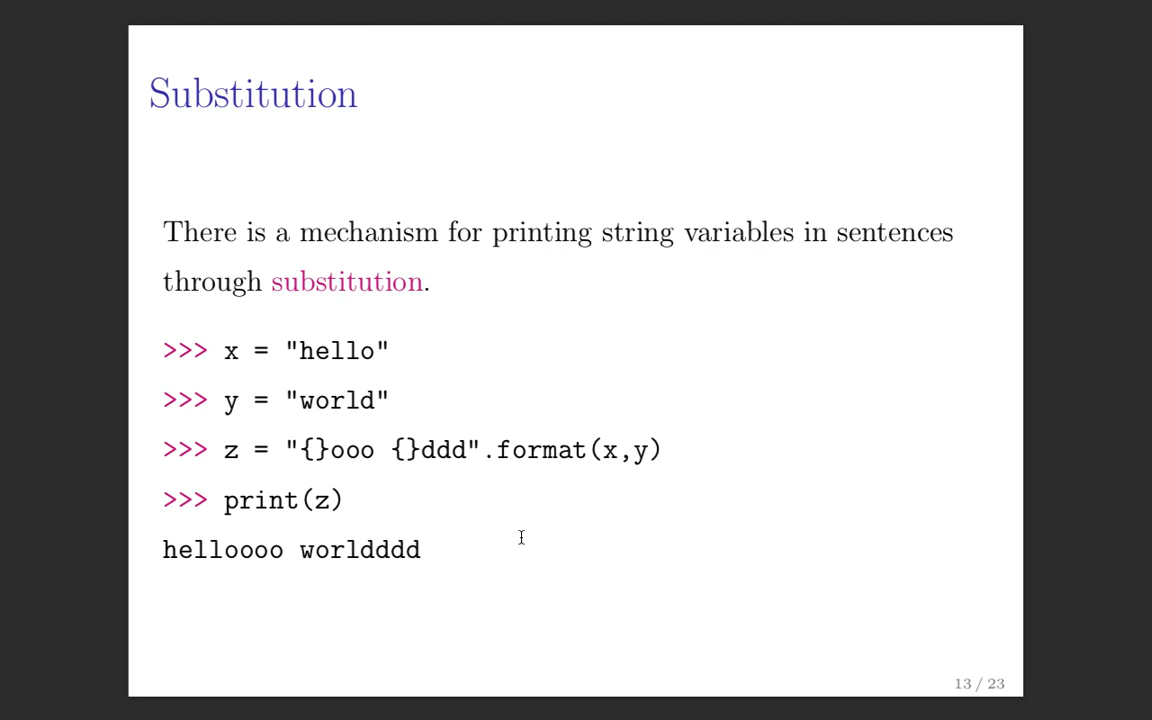 Substitution
There is a mechanism for printing string variables in sentences
through substitution.
>>> x = "hello"
>>> y = "world"
>>> z = "{}ooo {}ddd".format(x,y)
>>> print(z)
helloooo worldddd
13 / 23